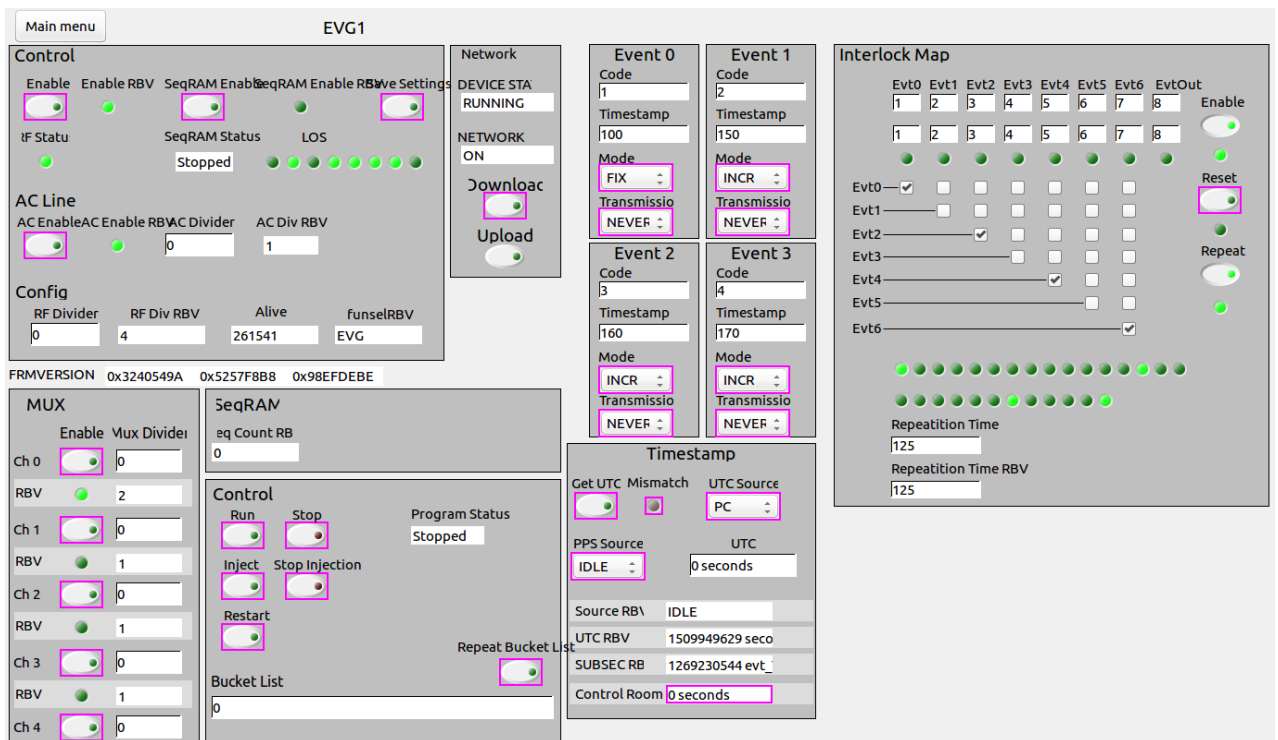 Main menu
EVG1
Control
Enable Enable RBV SeqRAM Enable SeqRAM Enable RBV Save Settings
RF Statu SeqRAM Status LOS
Stopped
AC Line
AC Enable AC Enable RBV AC Divider AC Div RBV
0 1
Config
RF Divider RF Div RBV Alive funselRBV
0 4 261541 EVG
FRMVERSION 0x3240549A 0x5257F8B8 0x98EFDEBE
Network
DEVICE STA
RUNNING
NETWORK
ON
Download
Upload
Event 0
Code
1
Timestamp
100
Mode
FIX
Transmissio
NEVER
Event 1
Code
2
Timestamp
150
Mode
INCR
Transmissio
NEVER
Event 2
Code
3
Timestamp
160
Mode
INCR
Transmissio
NEVER
Event 3
Code
4
Timestamp
170
Mode
INCR
Transmissio
NEVER
Interlock Map
Evt0 Evt1 Evt2 Evt3 Evt4 Evt5 Evt6 EvtOut
1 2 3 4 5 6 7 8 Enable
1 2 3 4 5 6 7 8
Reset
Repeat
Evt0
Evt1
Evt2
Evt3
Evt4
Evt5
Evt6
Repeatition Time
125
Repeatition Time RBV
125
MUX
Enable Mux Divider
Ch 0 0
RBV 2
Ch 1 0
RBV 1
Ch 2 0
RBV 1
Ch 3 0
RBV 1
Ch 4 0
SeqRAM
eq Count RB
0
Control
Run Stop Program Status
Stopped
Inject Stop Injection
Restart
Repeat Bucket List
Bucket List
0
Timestamp
Get UTC Mismatch UTC Source
PC
PPS Source UTC
IDLE 0 seconds
Source RBV IDLE
UTC RBV 1509949629 seco
SUBSEC RB 1269230544 evt_
Control Room 0 seconds